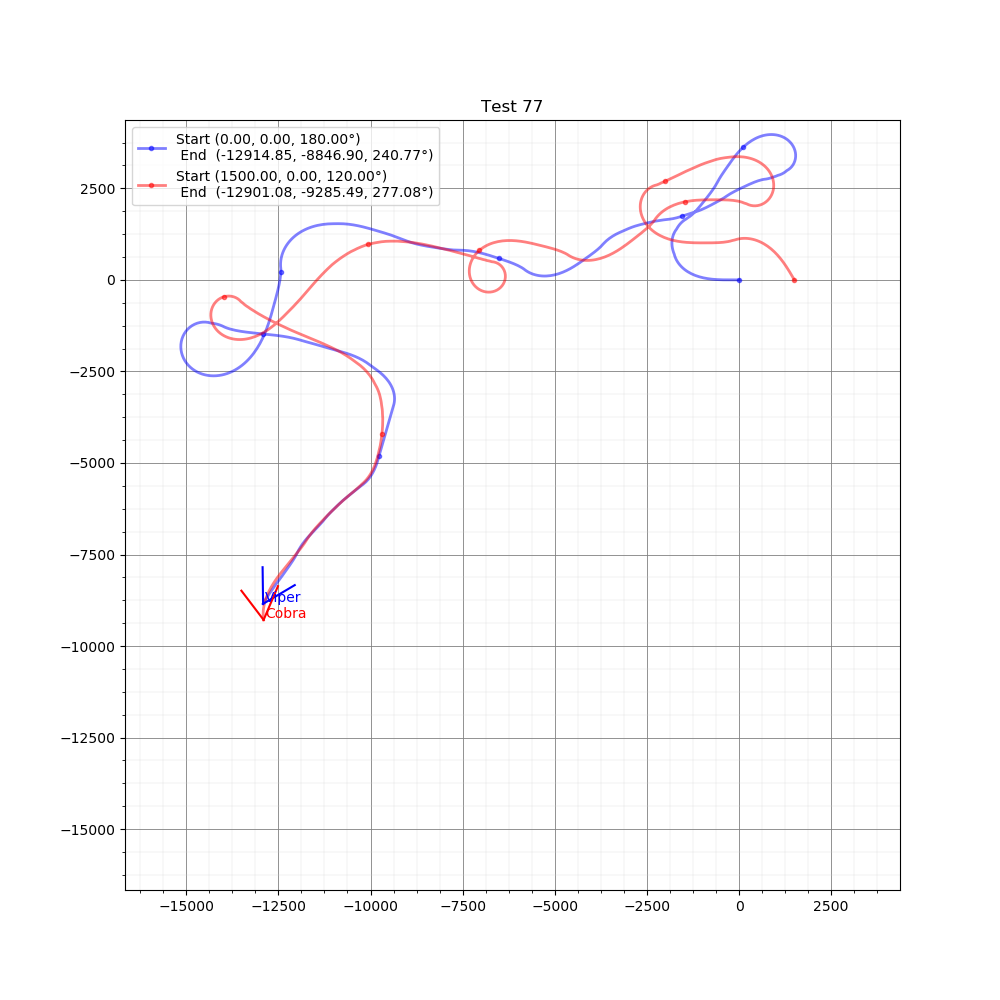 Test 77
Start (0.00, 0.00, 180.00°)
End (-12914.85, -8846.90, 240.77°)
Start (1500.00, 0.00, 120.00°)
End (-12901.08, -9285.49, 277.08°)
2500
0
−2500
−5000
−7500
−10000
−12500
−15000
Viper
Cobra
−15000 −12500 −10000 −7500 −5000 −2500 0 2500